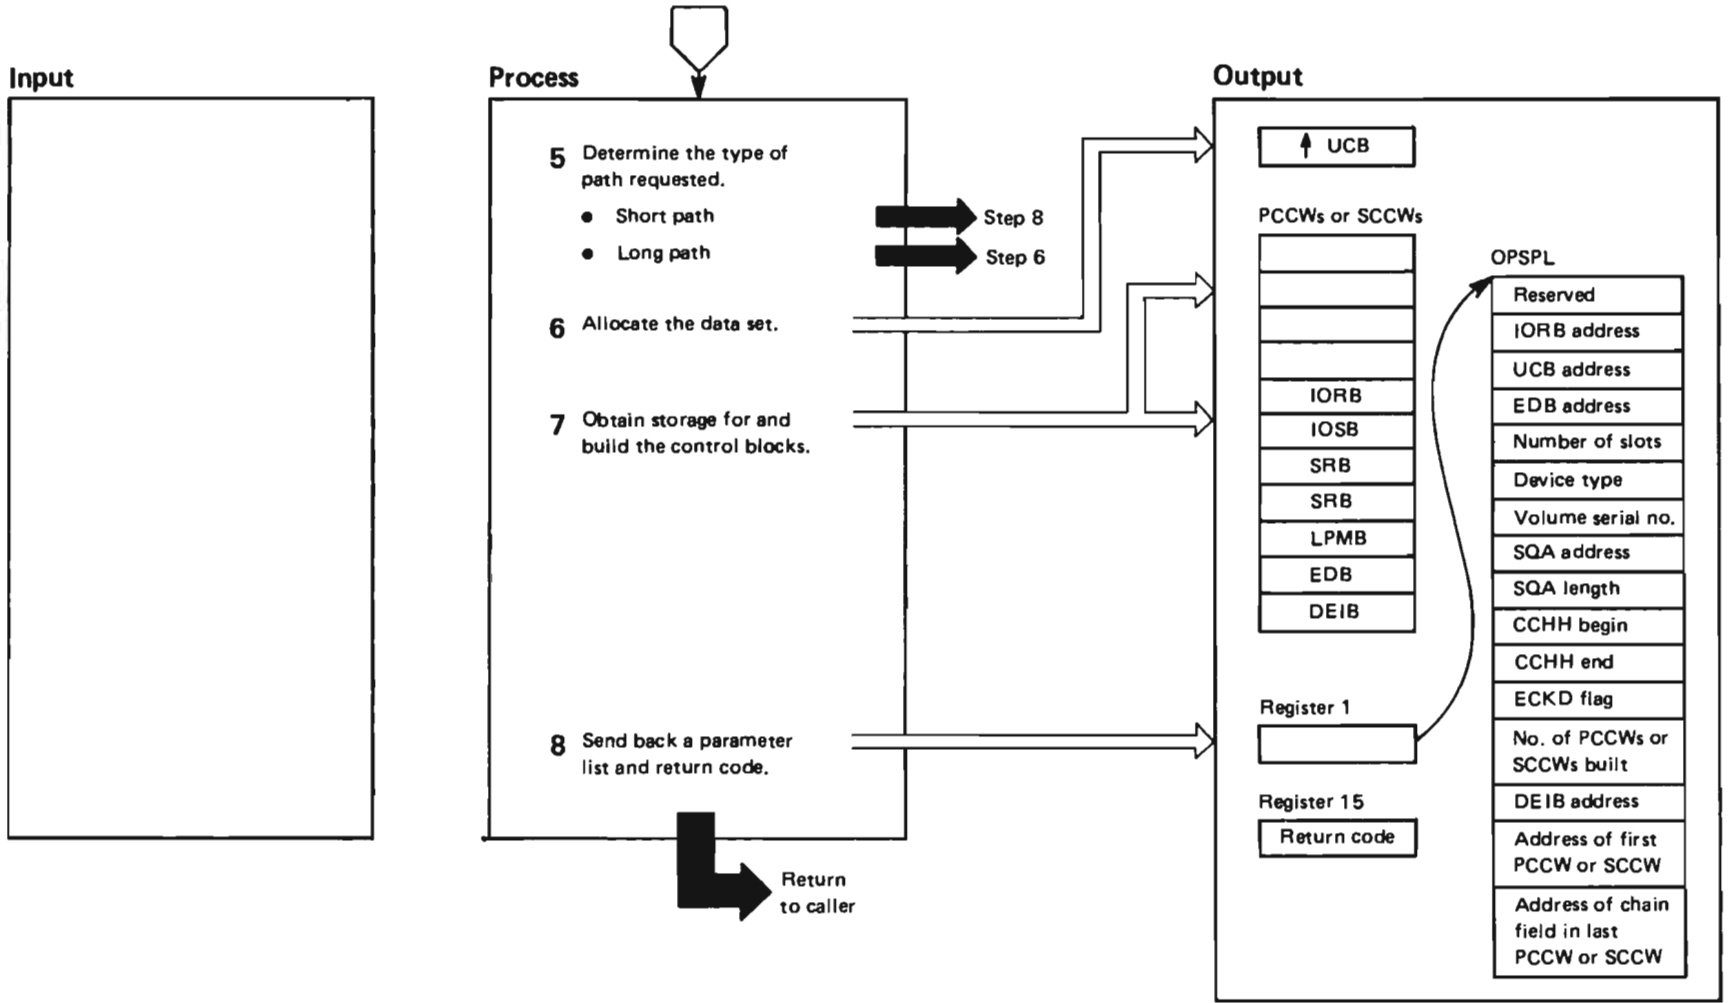 Input
Process
5 Determine the type of
path requested.
● Short path
Step 8
● Long path
Step 6
6 Allocate the data set.
7 Obtain storage for and
build the control blocks.
8 Send back a parameter
list and return code.
Return
to caller
Output
UCB
PCCWs or SCCWs
IORB
IOSB
SRB
SRB
LPMB
EDB
DEIB
Register 1
Register 15
Return code
OPSPL
Reserved
IORB address
UCB address
EDB address
Number of slots
Device type
Volume serial no.
SQA address
SQA length
CCHH begin
CCHH end
ECKD flag
No. of PCCWs or
SCCWs built
DEIB address
Address of first
PCCW or SCCW
Address of chain
field in last
PCCW or SCCW